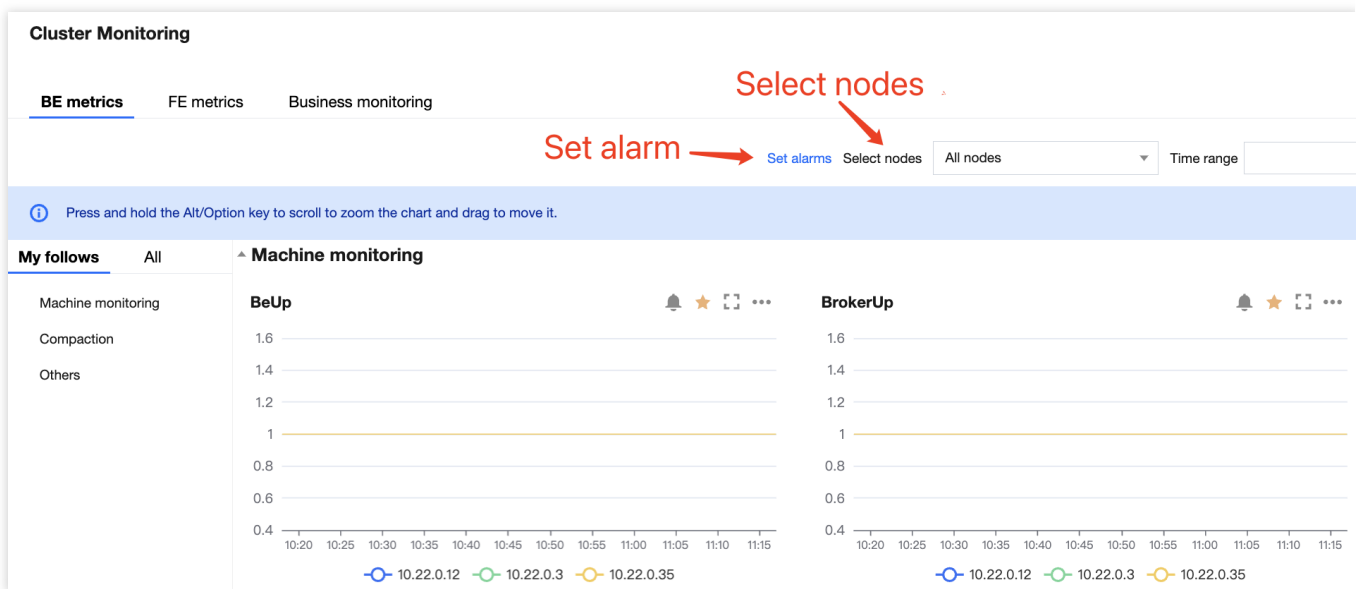 Cluster Monitoring
BE metrics FE metrics Business monitoring
Select nodes
Set alarm
Set alarms Select nodes All nodes Time range
Press and hold the Alt/Option key to scroll to zoom the chart and drag to move it.
My follows All
Machine monitoring
Compaction
Others
Machine monitoring
BeUp
1.6
1.4
1.2
1
0.8
0.6
0.4
10:20 10:25 10:30 10:35 10:40 10:45 10:50 10:55 11:00 11:05 11:10 11:15
10.22.0.12 10.22.0.3 10.22.0.35
BrokerUp
1.6
1.4
1.2
1
0.8
0.6
0.4
10:20 10:25 10:30 10:35 10:40 10:45 10:50 10:55 11:00 11:05 11:10 11:15
10.22.0.12 10.22.0.3 10.22.0.35